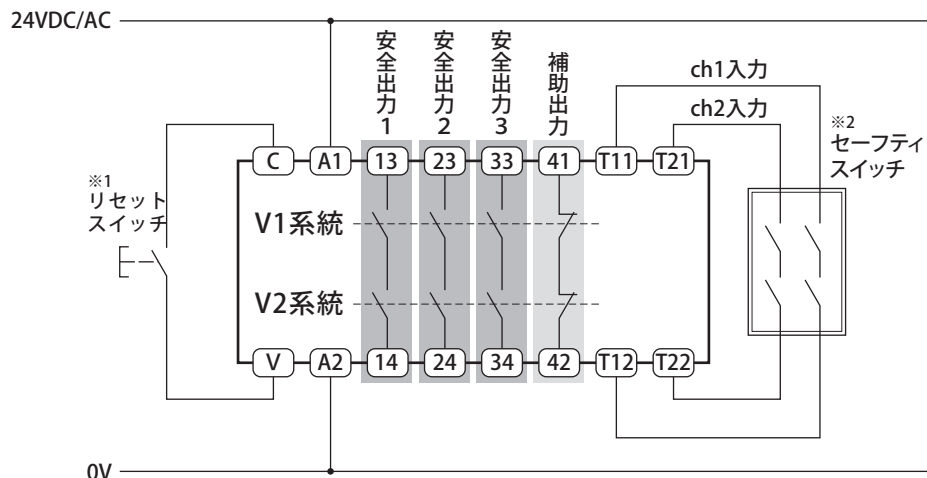 24VDC/AC
安全出力1
安全出力2
安全出力3
補助出力
ch1入力
ch2入力
※2
セーフティ
スイッチ
C
A1
13
23
33
41
T11
T21
※1
リセット
スイッチ
V1系統
V2系統
V
A2
14
24
34
42
T12
T22
0V